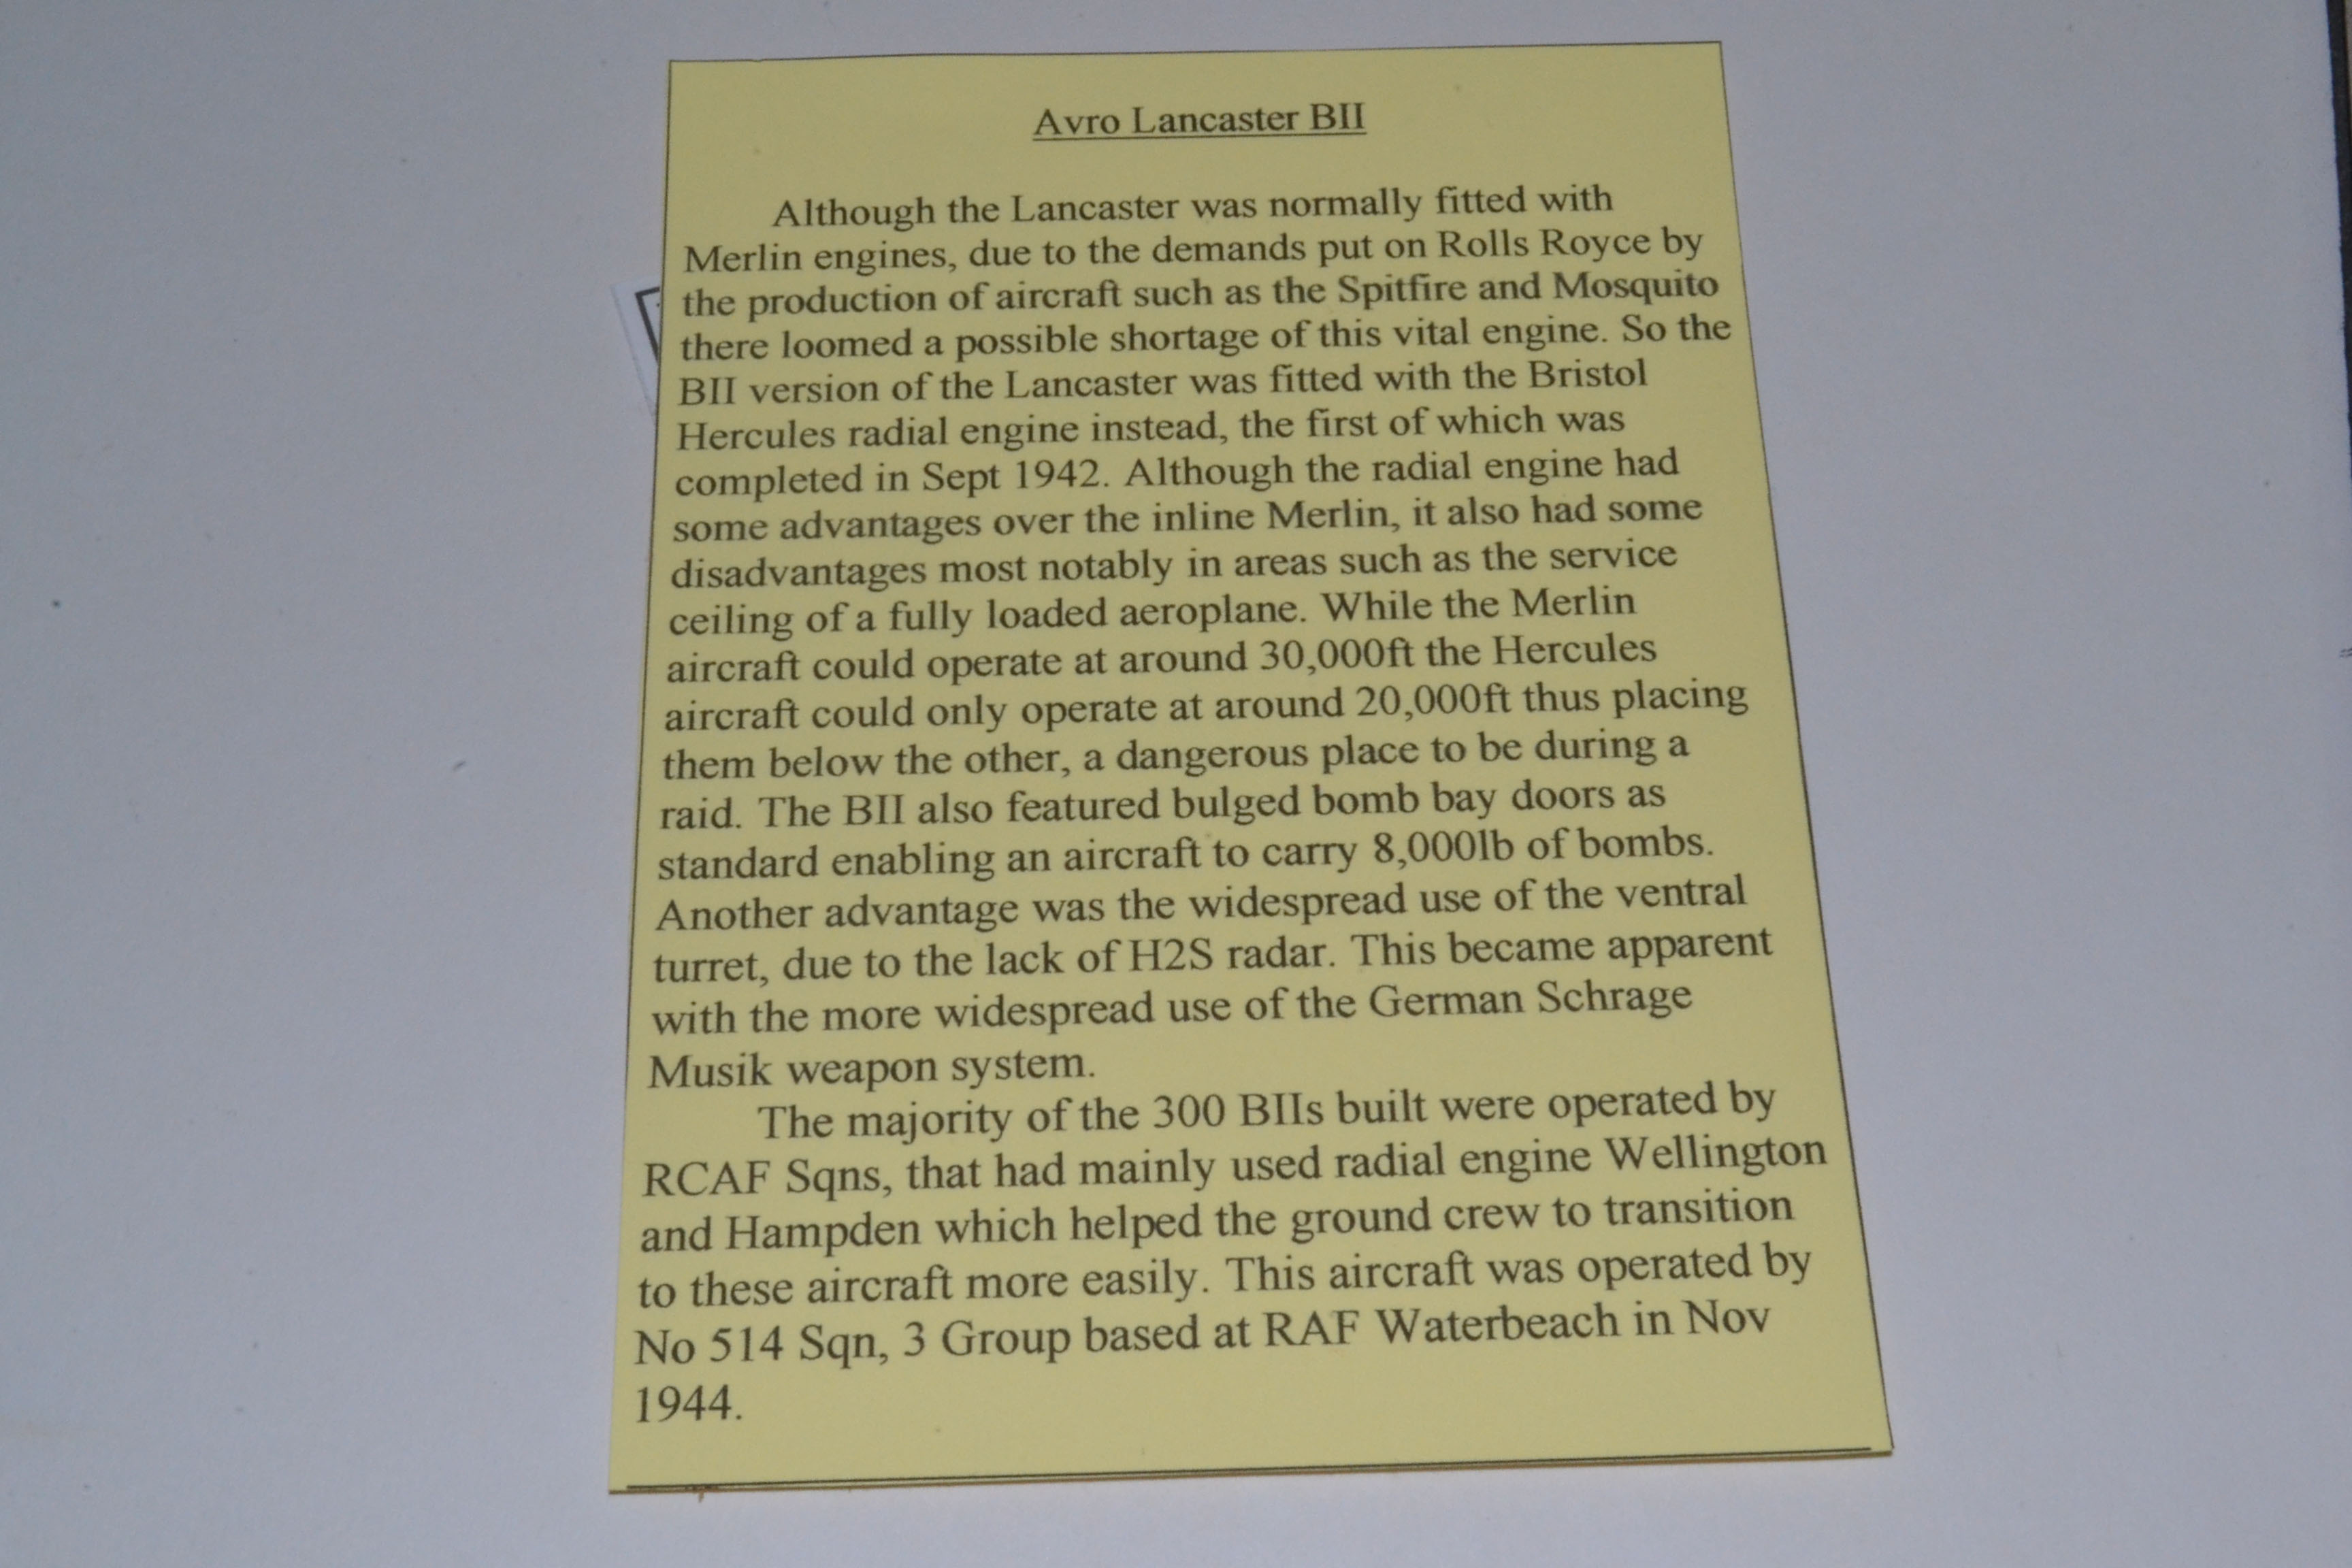 Avro Lancaster BII
Although the Lancaster was normally fitted with
Merlin engines, due to the demands put on Rolls Royce by
the production of aircraft such as the Spitfire and Mosquito
there loomed a possible shortage of this vital engine. So the
BII version of the Lancaster was fitted with the Bristol
Hercules radial engine instead, the first of which was
completed in Sept 1942. Although the radial engine had
some advantages over the inline Merlin, it also had some
disadvantages most notably in areas such as the service
ceiling of a fully loaded aeroplane. While the Merlin
aircraft could operate at around 30,000ft the Hercules
aircraft could only operate at around 20,000ft thus placing
them below the other, a dangerous place to be during a
raid. The BII also featured bulged bomb bay doors as
standard enabling an aircraft to carry 8,000lb of bombs.
Another advantage was the widespread use of the ventral
turret, due to the lack of H2S radar. This became apparent
with the more widespread use of the German Schrage
Musik weapon system.
The majority of the 300 BIIs built were operated by
RCAF Sqns, that had mainly used radial engine Wellington
and Hampden which helped the ground crew to transition
to these aircraft more easily. This aircraft was operated by
No 514 Sqn, 3 Group based at RAF Waterbeach in Nov
1944.